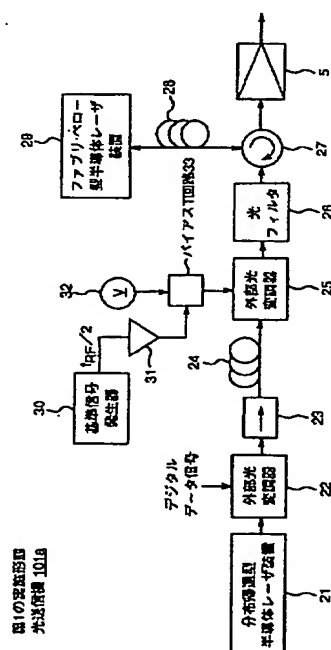 図1の実施形態
光送信機 101a
29
ファブリ・ペロー
型半導体レーザ
装置
28
バイアスT回路33
32
V
fRF/2
31
30
基準信号
発生器
5
27
光
フィルタ
26
外部光
変調器
25
24
23
デジタル
データ信号
外部光
変調器
22
分布帰還型
半導体レーザ装置
21